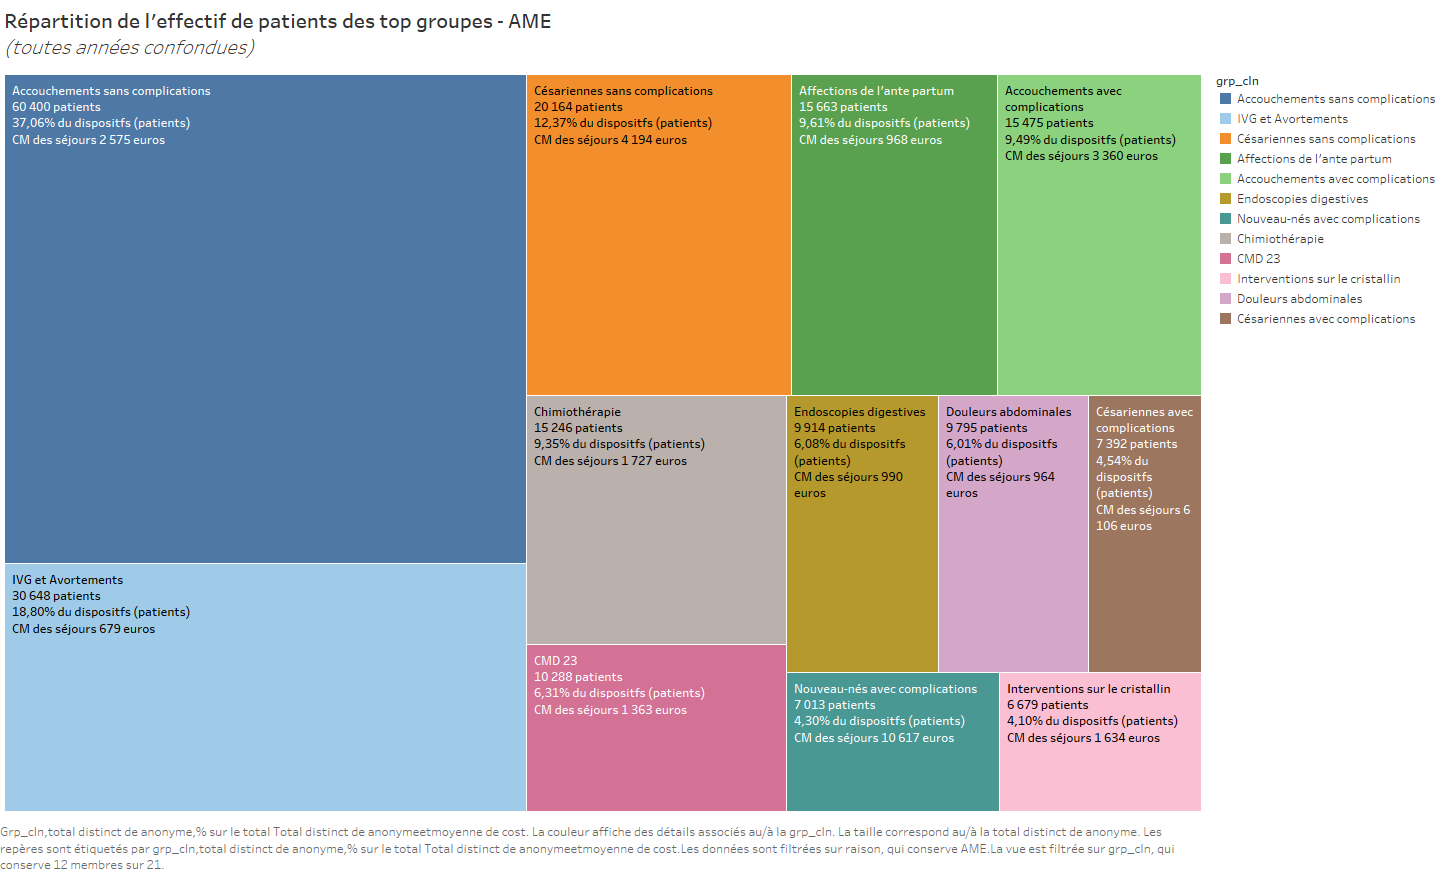 Répartition de l'effectif de patients des top groupes - AME
(toutes années confondues)
Accouchements sans complications
60 400 patients
37,06% du dispositfs (patients)
CM des séjours 2 575 euros
IVG et Avortements
30 648 patients
18,80% du dispositfs (patients)
CM des séjours 679 euros
Césariennes sans complications
20 164 patients
12,37% du dispositfs (patients)
CM des séjours 4 194 euros
Affections de l'ante partum
15 663 patients
9,61% du dispositfs (patients)
CM des séjours 968 euros
Accouchements avec
complications
15 475 patients
9,49% du dispositfs (patients)
CM des séjours 3 360 euros
Chimiothérapie
15 246 patients
9,35% du dispositfs (patients)
CM des séjours 1 727 euros
CMD 23
10 288 patients
6,31% du dispositfs (patients)
CM des séjours 1 363 euros
Endoscopies digestives
9 914 patients
6,08% du dispositfs
(patients)
CM des séjours 990
euros
Douleurs abdominales
9 795 patients
6,01% du dispositfs
(patients)
CM des séjours 964
euros
Césariennes avec
complications
7 392 patients
4,54% du
dispositfs
(patients)
CM des séjours 6
106 euros
Nouveau-nés avec complications
7 013 patients
4,30% du dispositfs (patients)
CM des séjours 10 617 euros
Interventions sur le cristallin
6 679 patients
4,10% du dispositfs (patients)
CM des séjours 1 634 euros
grp_cln
Accouchements sans complications
IVG et Avortements
Césariennes sans complications
Affections de l'ante partum
Accouchements avec complications
Endoscopies digestives
Nouveau-nés avec complications
Chimiothérapie
CMD 23
Interventions sur le cristallin
Douleurs abdominales
Césariennes avec complications
Grp_cln,total distinct de anonyme,% sur le total Total distinct de anonymeetmoyenne de cost. La couleur affiche des détails associés au/à la grp_cln. La taille correspond au/à la total distinct de anonyme. Les
repères sont étiquetés par grp_cln,total distinct de anonyme,% sur le total Total distinct de anonymeetmoyenne de cost.Les données sont filtrées sur raison, qui conserve AME.La vue est filtrée sur grp_cln, qui
conserve 12 membres sur 21.